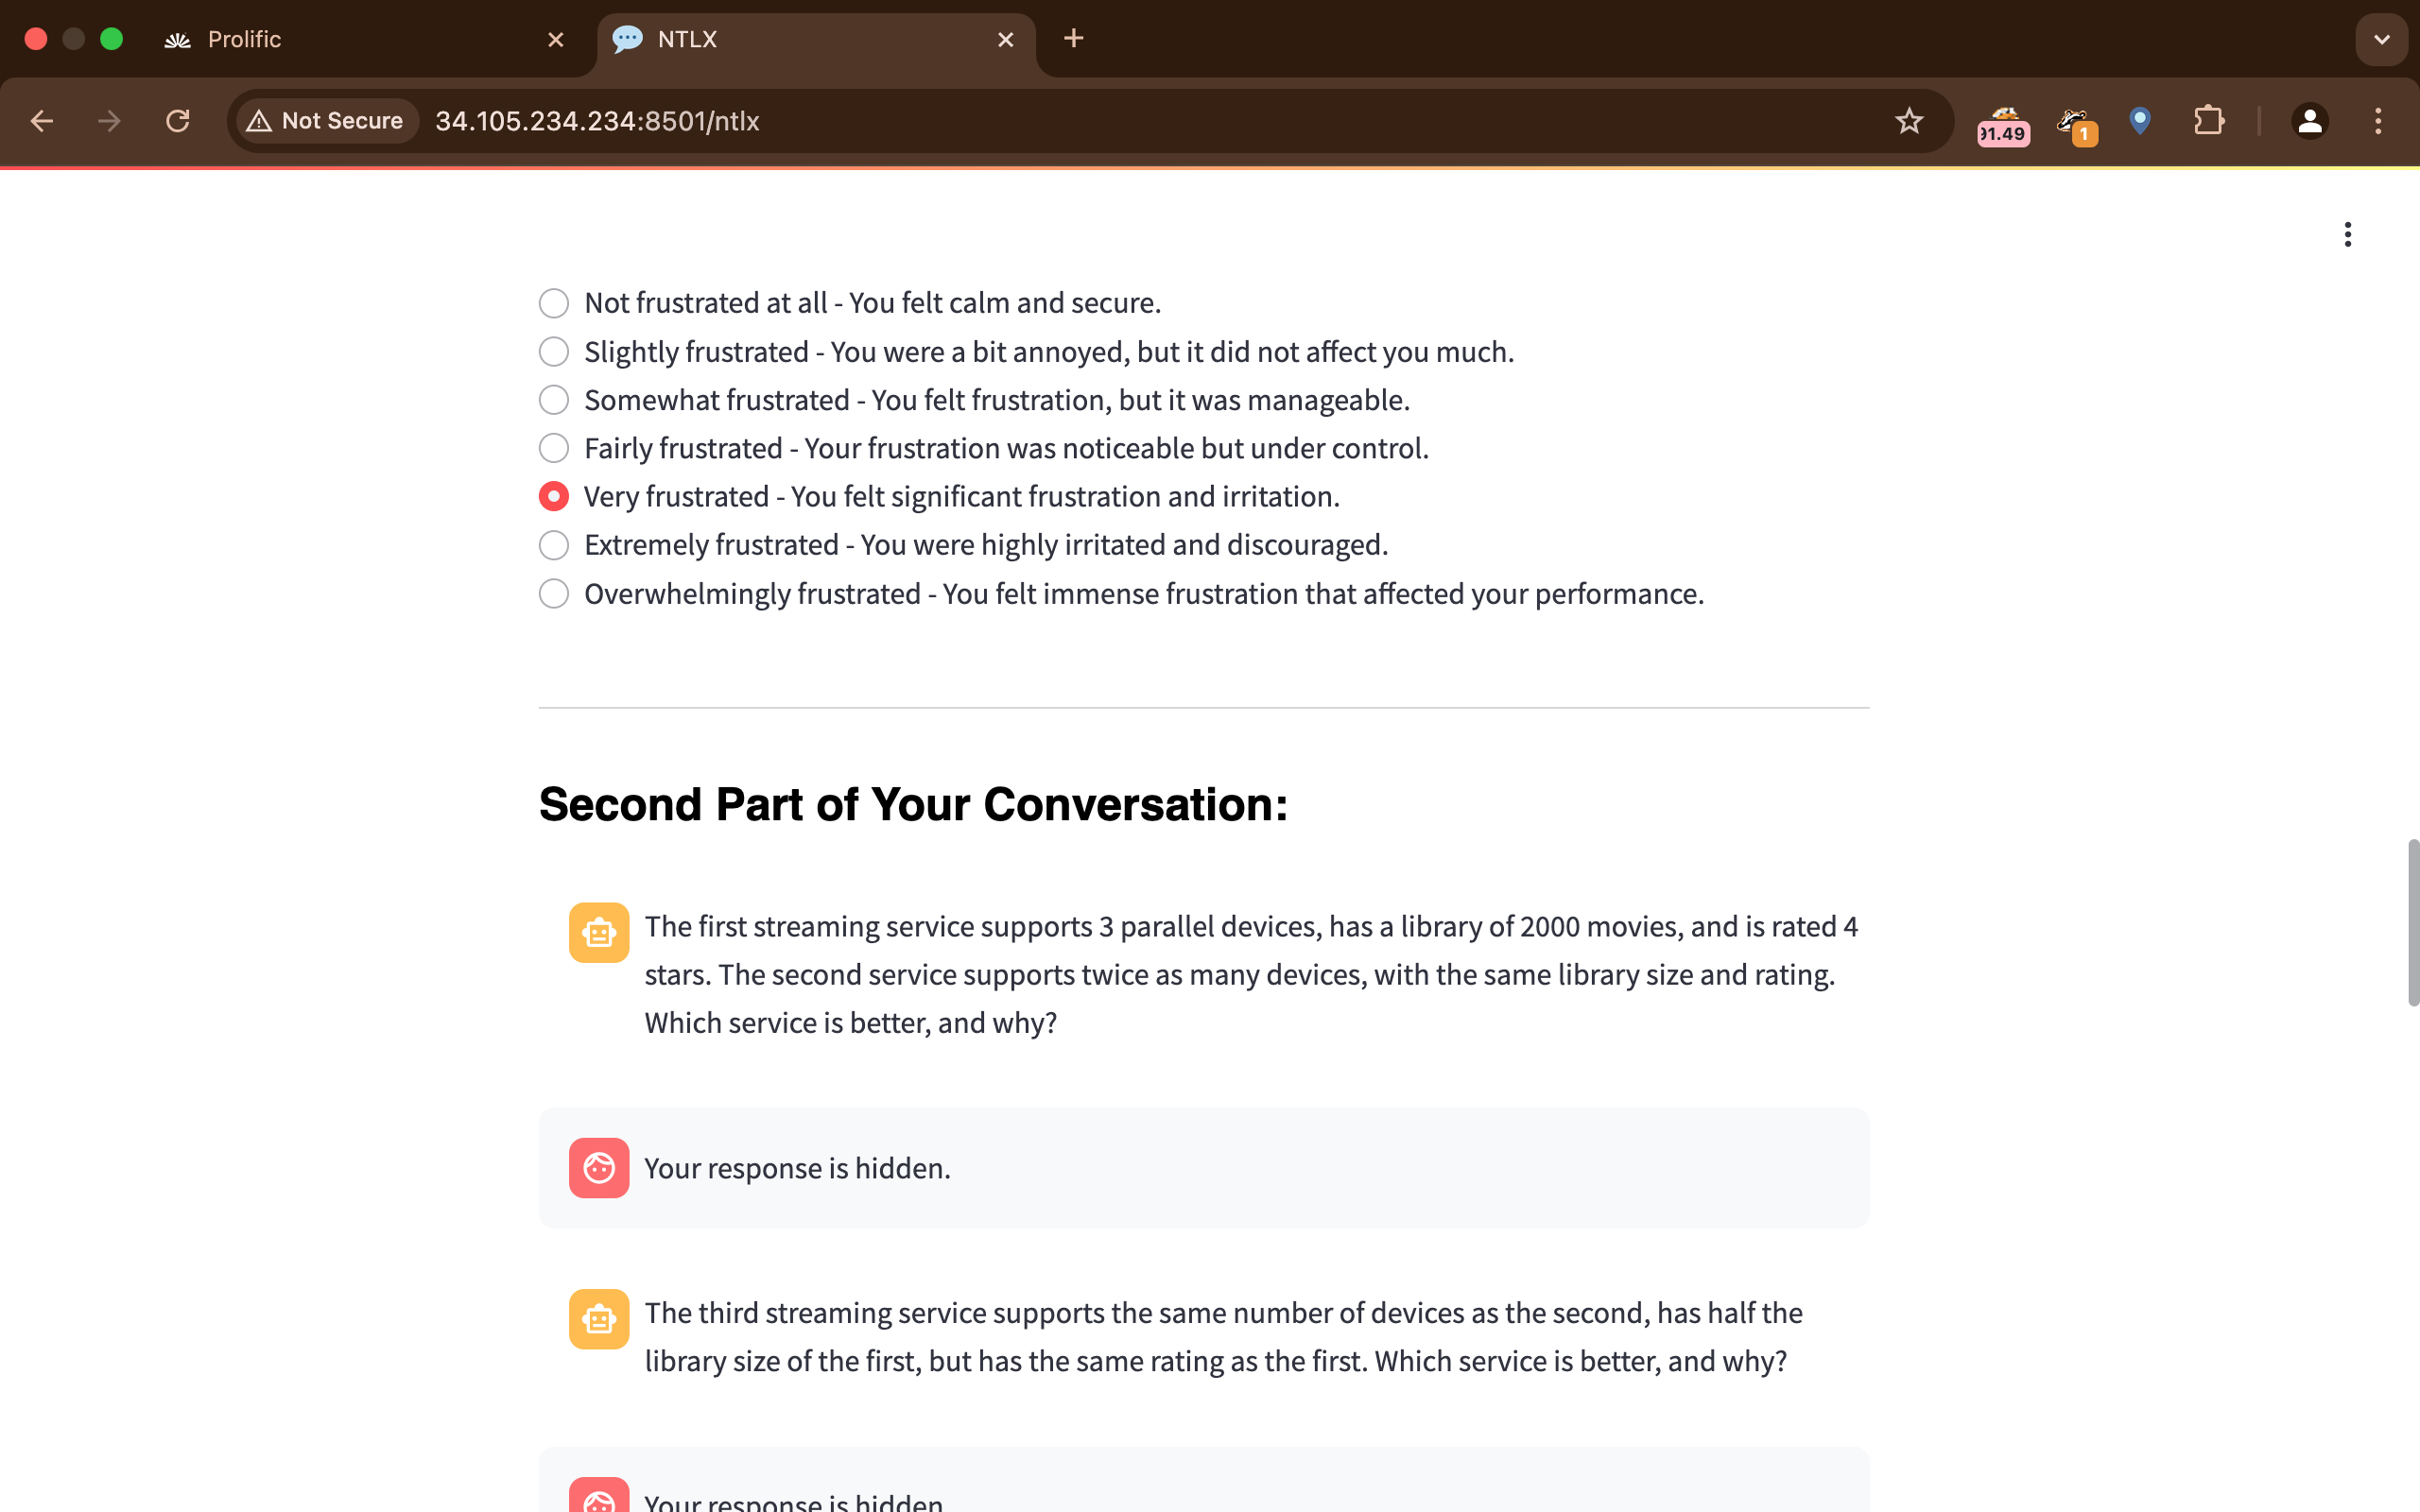 Prolific
NTLX
Not Secure
34.105.234.234:8501/ntlx
91.49
1
Not frustrated at all - You felt calm and secure.
Slightly frustrated - You were a bit annoyed, but it did not affect you much.
Somewhat frustrated - You felt frustration, but it was manageable.
Fairly frustrated - Your frustration was noticeable but under control.
Very frustrated - You felt significant frustration and irritation.
Extremely frustrated - You were highly irritated and discouraged.
Overwhelmingly frustrated - You felt immense frustration that affected your performance.
Second Part of Your Conversation:
The first streaming service supports 3 parallel devices, has a library of 2000 movies, and is rated 4
stars. The second service supports twice as many devices, with the same library size and rating.
Which service is better, and why?
Your response is hidden.
The third streaming service supports the same number of devices as the second, has half the
library size of the first, but has the same rating as the first. Which service is better, and why?
Your response is hidden.